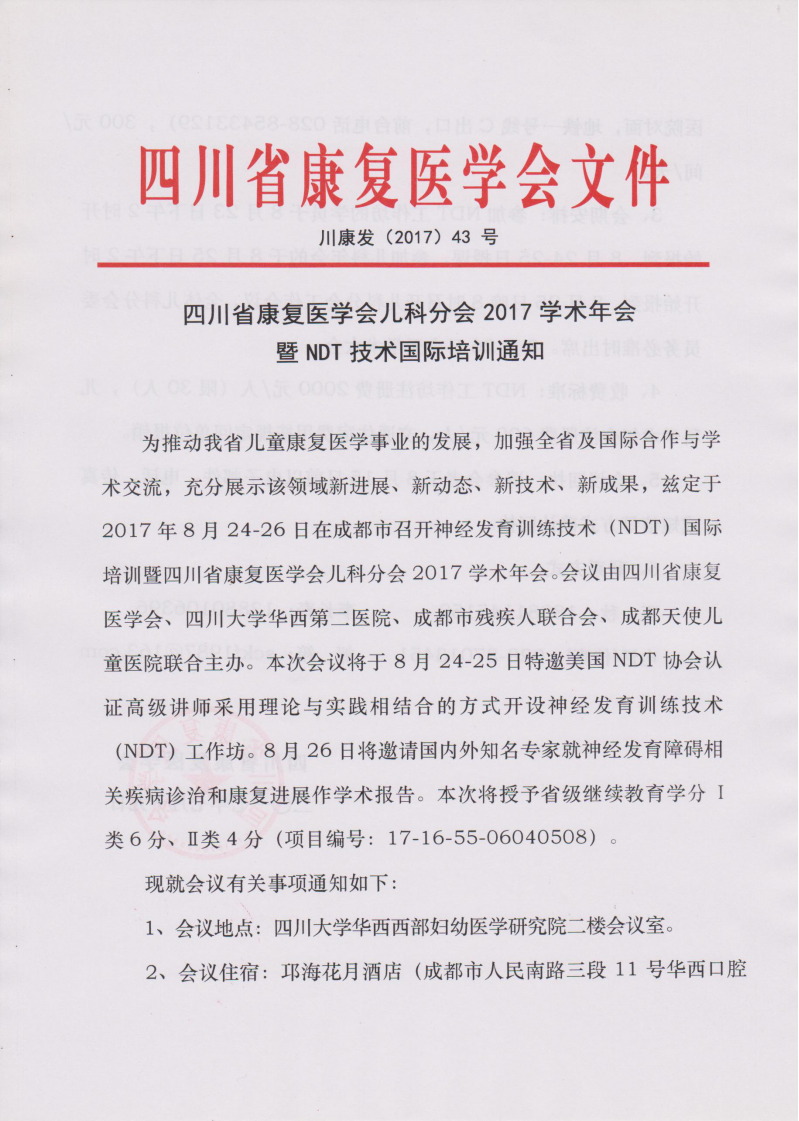 四川省康复医学会文件
川康发（2017）43 号
四川省康复医学会儿科分会 2017 学术年会
暨 NDT 技术国际培训通知
为推动我省儿童康复医学事业的发展，加强全省及国际合作与学
术交流，充分展示该领域新进展、新动态、新技术、新成果，兹定于
2017 年 8 月 24-26 日在成都市召开神经发育训练技术（NDT）国际
培训暨四川省康复医学会儿科分会 2017 学术年会。会议由四川省康复
医学会、四川大学华西第二医院、成都市残疾人联合会、成都天使儿
童医院联合主办。本次会议将于 8 月 24-25 日特邀美国 NDT 协会认
证高级讲师采用理论与实践相结合的方式开设神经发育训练技术
（NDT）工作坊。8 月 26 日将邀请国内外知名专家就神经发育障碍相
关疾病诊治和康复进展作学术报告。本次将授予省级继续教育学分 Ⅰ
类 6 分、Ⅱ类 4 分（项目编号：17-16-55-06040508）。
现就会议有关事项通知如下：
1、会议地点：四川大学华西西部妇幼医学研究院二楼会议室。
2、会议住宿：邛海花月酒店（成都市人民南路三段 11 号华西口腔